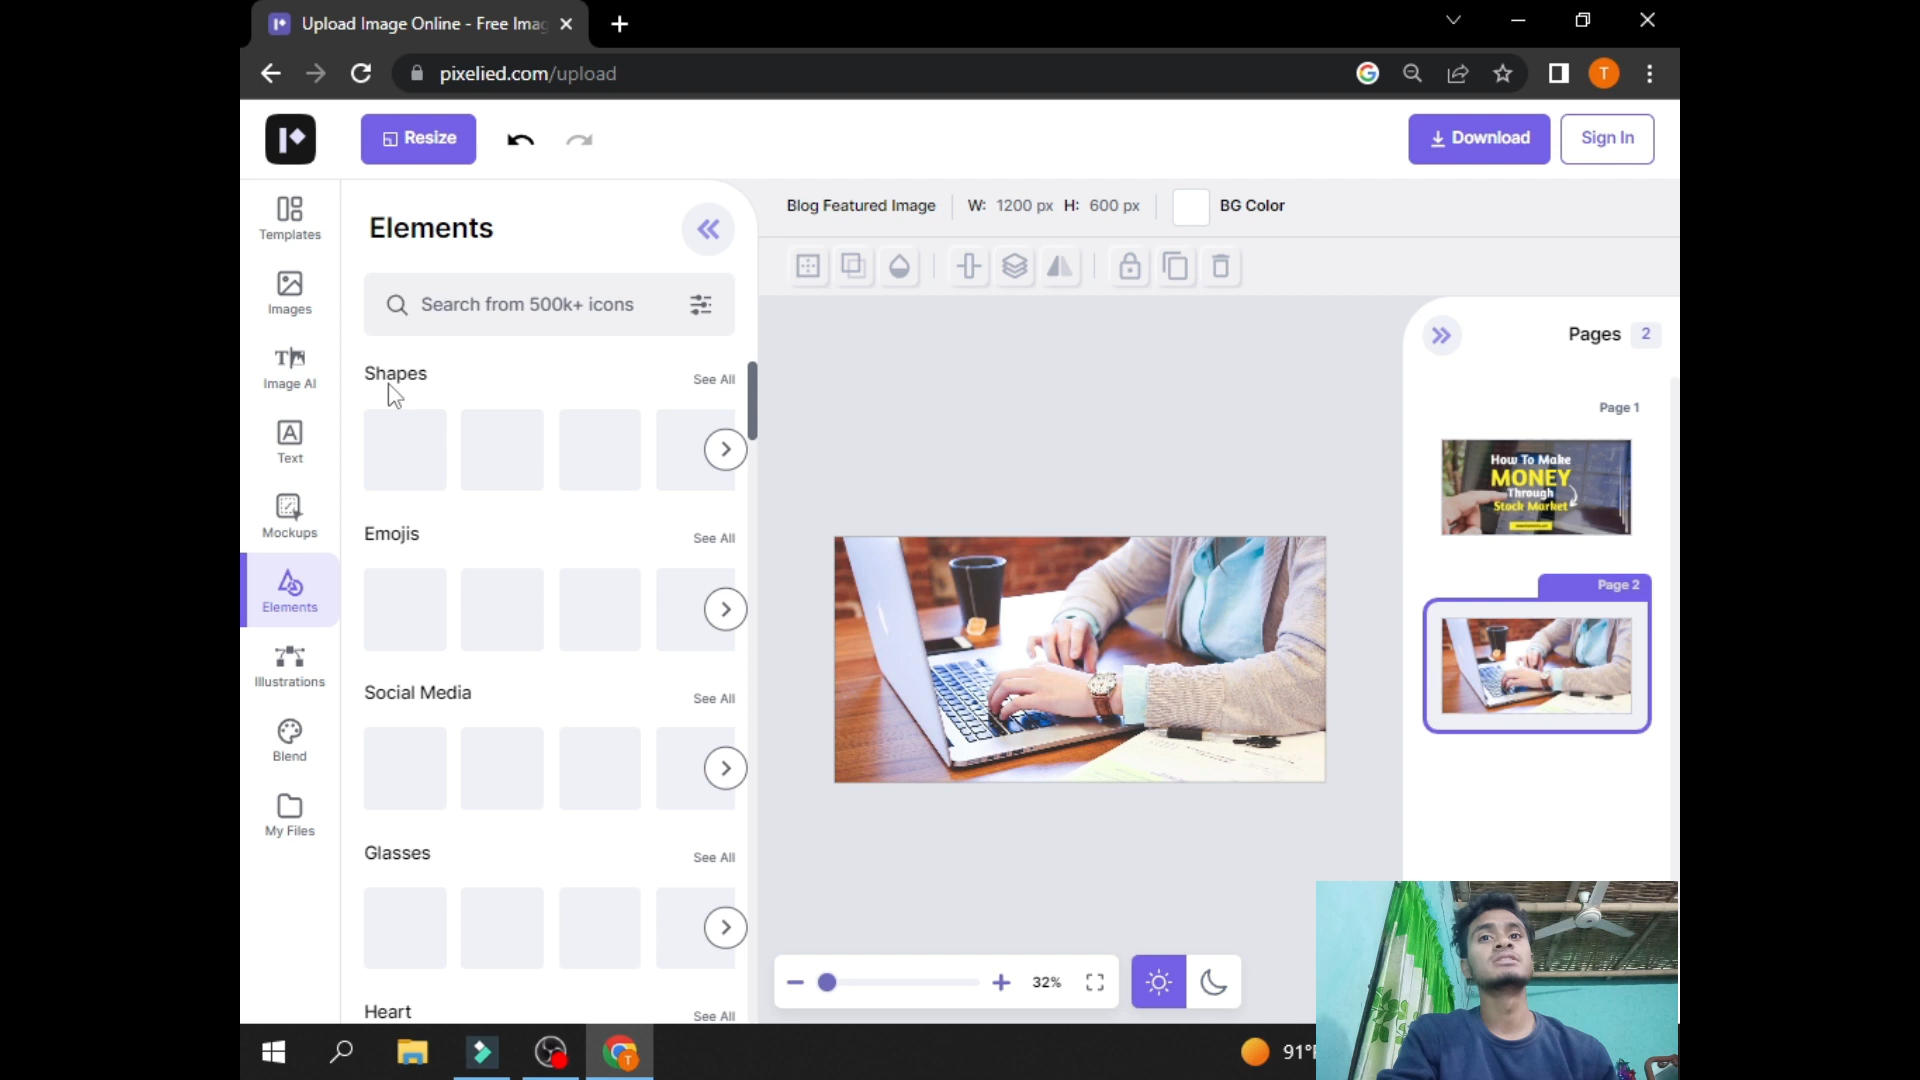 Upload Image Online - Free Imag
pixelied.com/upload
T
Resize
Download
Sign In
Templates
Images
Image AI
Text
Mockups
Elements
Illustrations
Blend
My Files
Elements
Search from 500k+ icons
Shapes
See All
Emojis
See All
Social Media
See All
Glasses
See All
Heart
See All
Blog Featured Image
W: 1200 px H: 600 px
BG Color
Pages 2
Page 1
How To Make
MONEY
Through
Stock Market
Page 2
32%
T
91°F